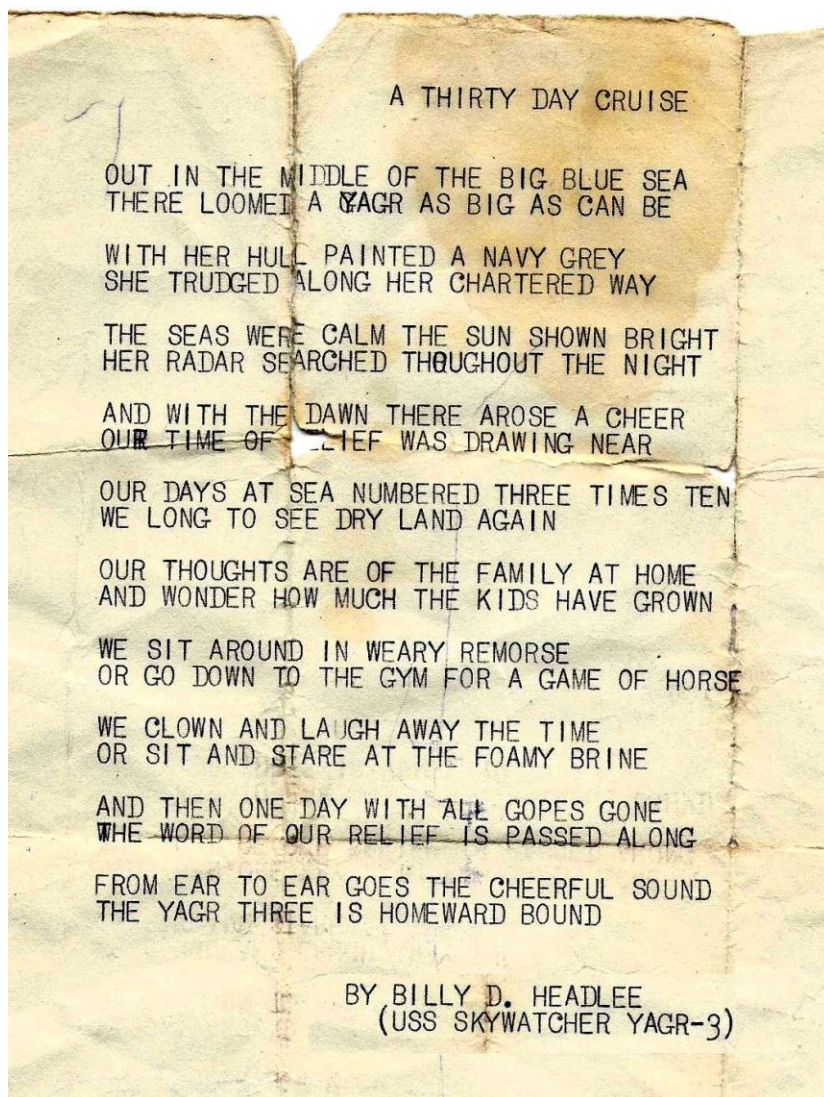 A THIRTY DAY CRUISE
OUT IN THE MIDDLE OF THE BIG BLUE SEA
THERE LOOMED A YAGR AS BIG AS CAN BE
WITH HER HULL PAINTED A NAVY GREY
SHE TRUDGED ALONG HER CHARTERED WAY
THE SEAS WERE CALM THE SUN SHOWN BRIGHT
HER RADAR SEARCHED THOUGHOUT THE NIGHT
AND WITH THE DAWN THERE AROSE A CHEER
OUR TIME OF LIEF WAS DRAWING NEAR
OUR DAYS AT SEA NUMBERED THREE TIMES TEN
WE LONG TO SEE DRY LAND AGAIN
OUR THOUGHTS ARE OF THE FAMILY AT HOME
AND WONDER HOW MUCH THE KIDS HAVE GROWN
WE SIT AROUND IN WEARY REMORSE
OR GO DOWN TO THE GYM FOR A GAME OF HORSE
WE CLOWN AND LAUGH AWAY THE TIME
OR SIT AND STARE AT THE FOAMY BRINE
AND THEN ONE DAY WITH ALL GOPES GONE
THE WORD OF OUR RELIEF IS PASSED ALONG
FROM EAR TO EAR GOES THE CHEERFUL SOUND
THE YAGR THREE IS HOMEWARD BOUND
BY BILLY D. HEADLEE
(USS SKYWATCHER YAGR-3)